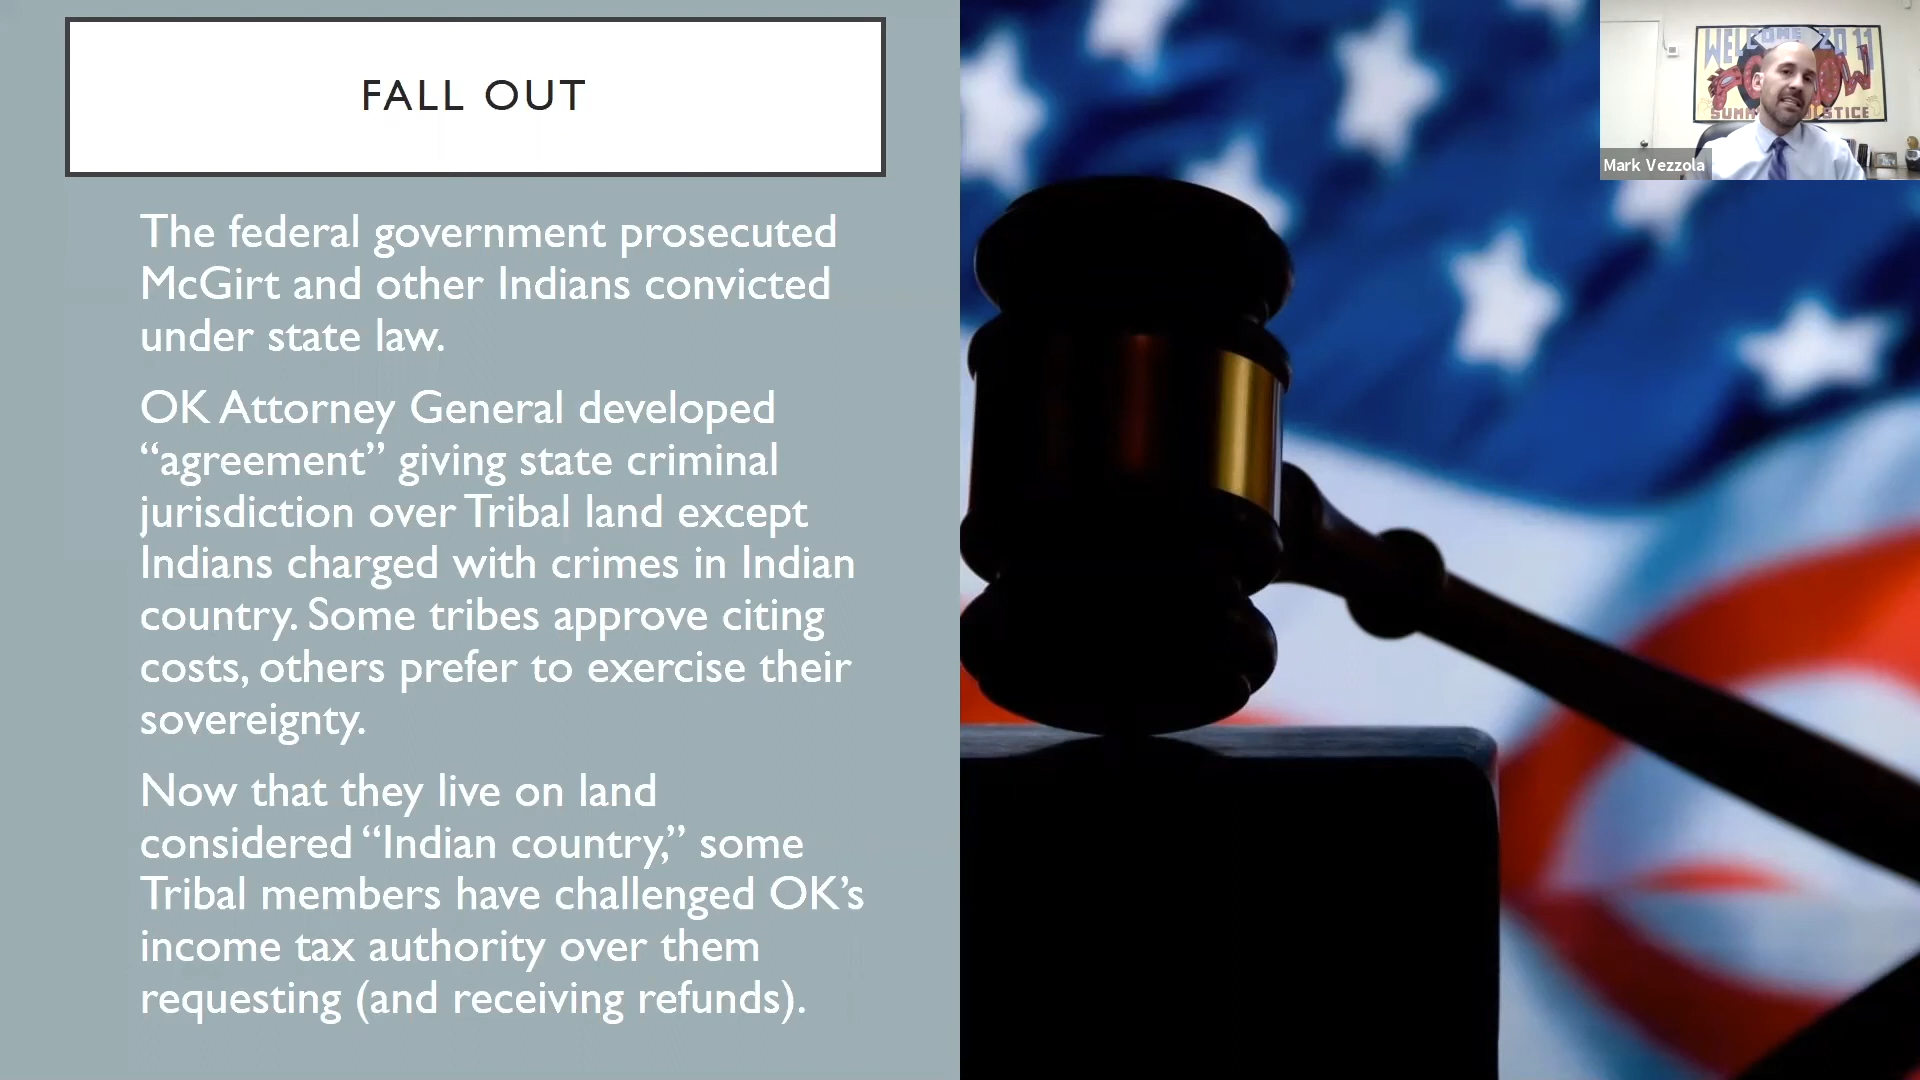 FALL OUT
The federal government prosecuted
McGirt and other Indians convicted
under state law.
OK Attorney General developed
“agreement” giving state criminal
jurisdiction over Tribal land except
Indians charged with crimes in Indian
country. Some tribes approve citing
costs, others prefer to exercise their
sovereignty.
Now that they live on land
considered “Indian country,” some
Tribal members have challenged OK’s
income tax authority over them
requesting (and receiving refunds).
WELCOME 2011
Mark Vezzola